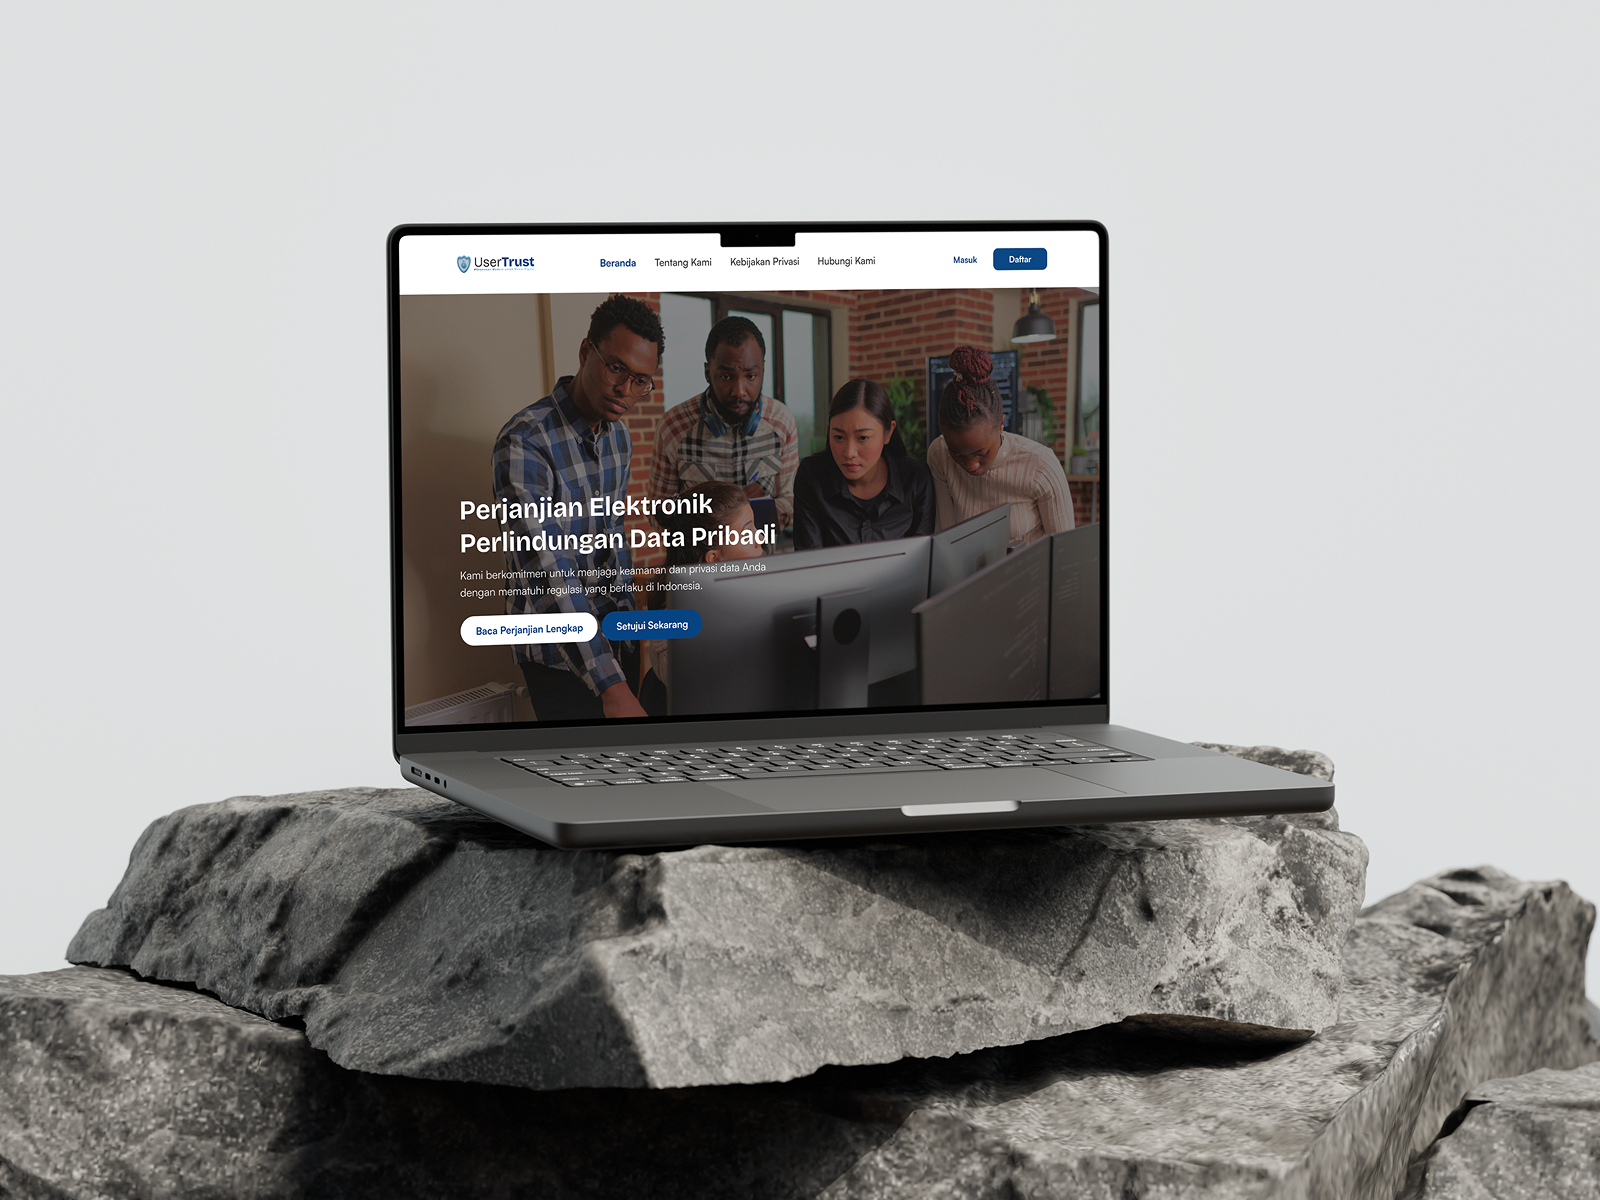 UserTrust
Beranda
Tentang Kami
Kebijakan Privasi
Hubungi Kami
Masuk
Daftar
Perjanjian Elektronik
Perlindungan Data Pribadi
Kami berkomitmen untuk menjaga keamanan dan privasi data Anda
dengan mematuhi regulasi yang berlaku di Indonesia.
Baca Perjanjian Lengkap
Setujui Sekarang